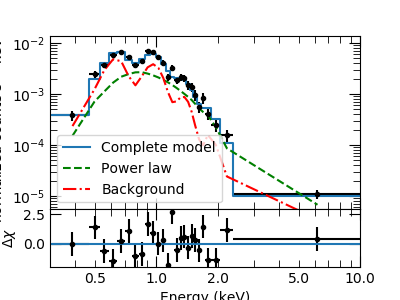 10⁻²
10⁻³
10⁻⁴
10⁻⁵
Complete model
Power law
Background
2.5
0.0
Δχ
0.5 1.0 2.0 5.0 10.0
Energy (keV)